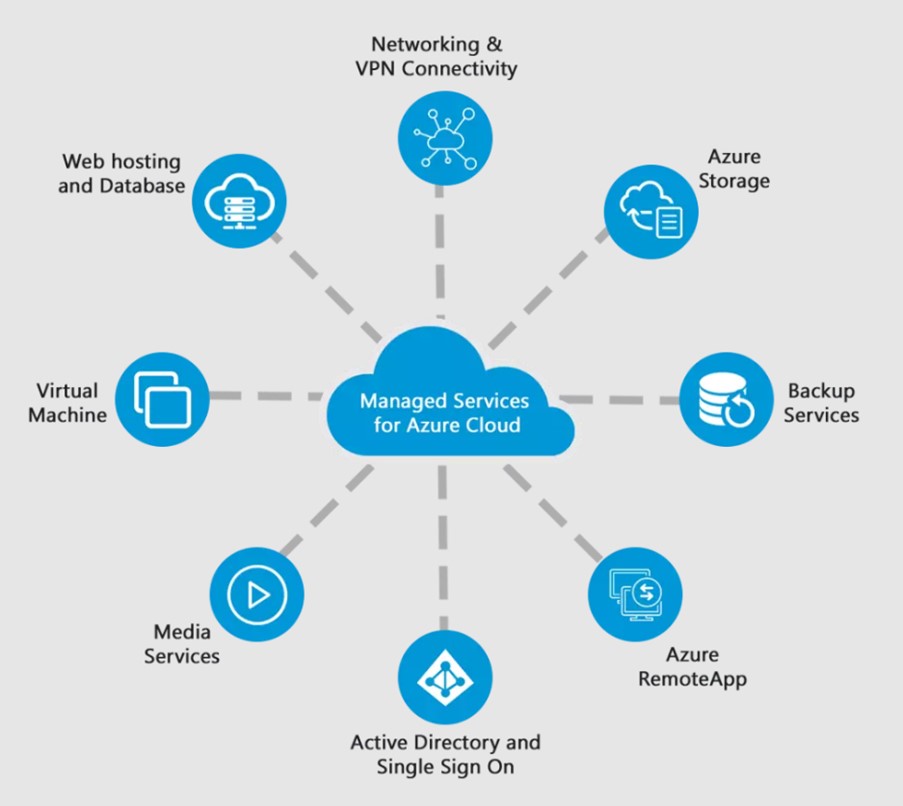 Networking &
VPN Connectivity
Web hosting
and Database
Azure
Storage
Virtual
Machine
Managed Services
for Azure Cloud
Backup
Services
Media
Services
Azure
RemoteApp
Active Directory and
Single Sign On